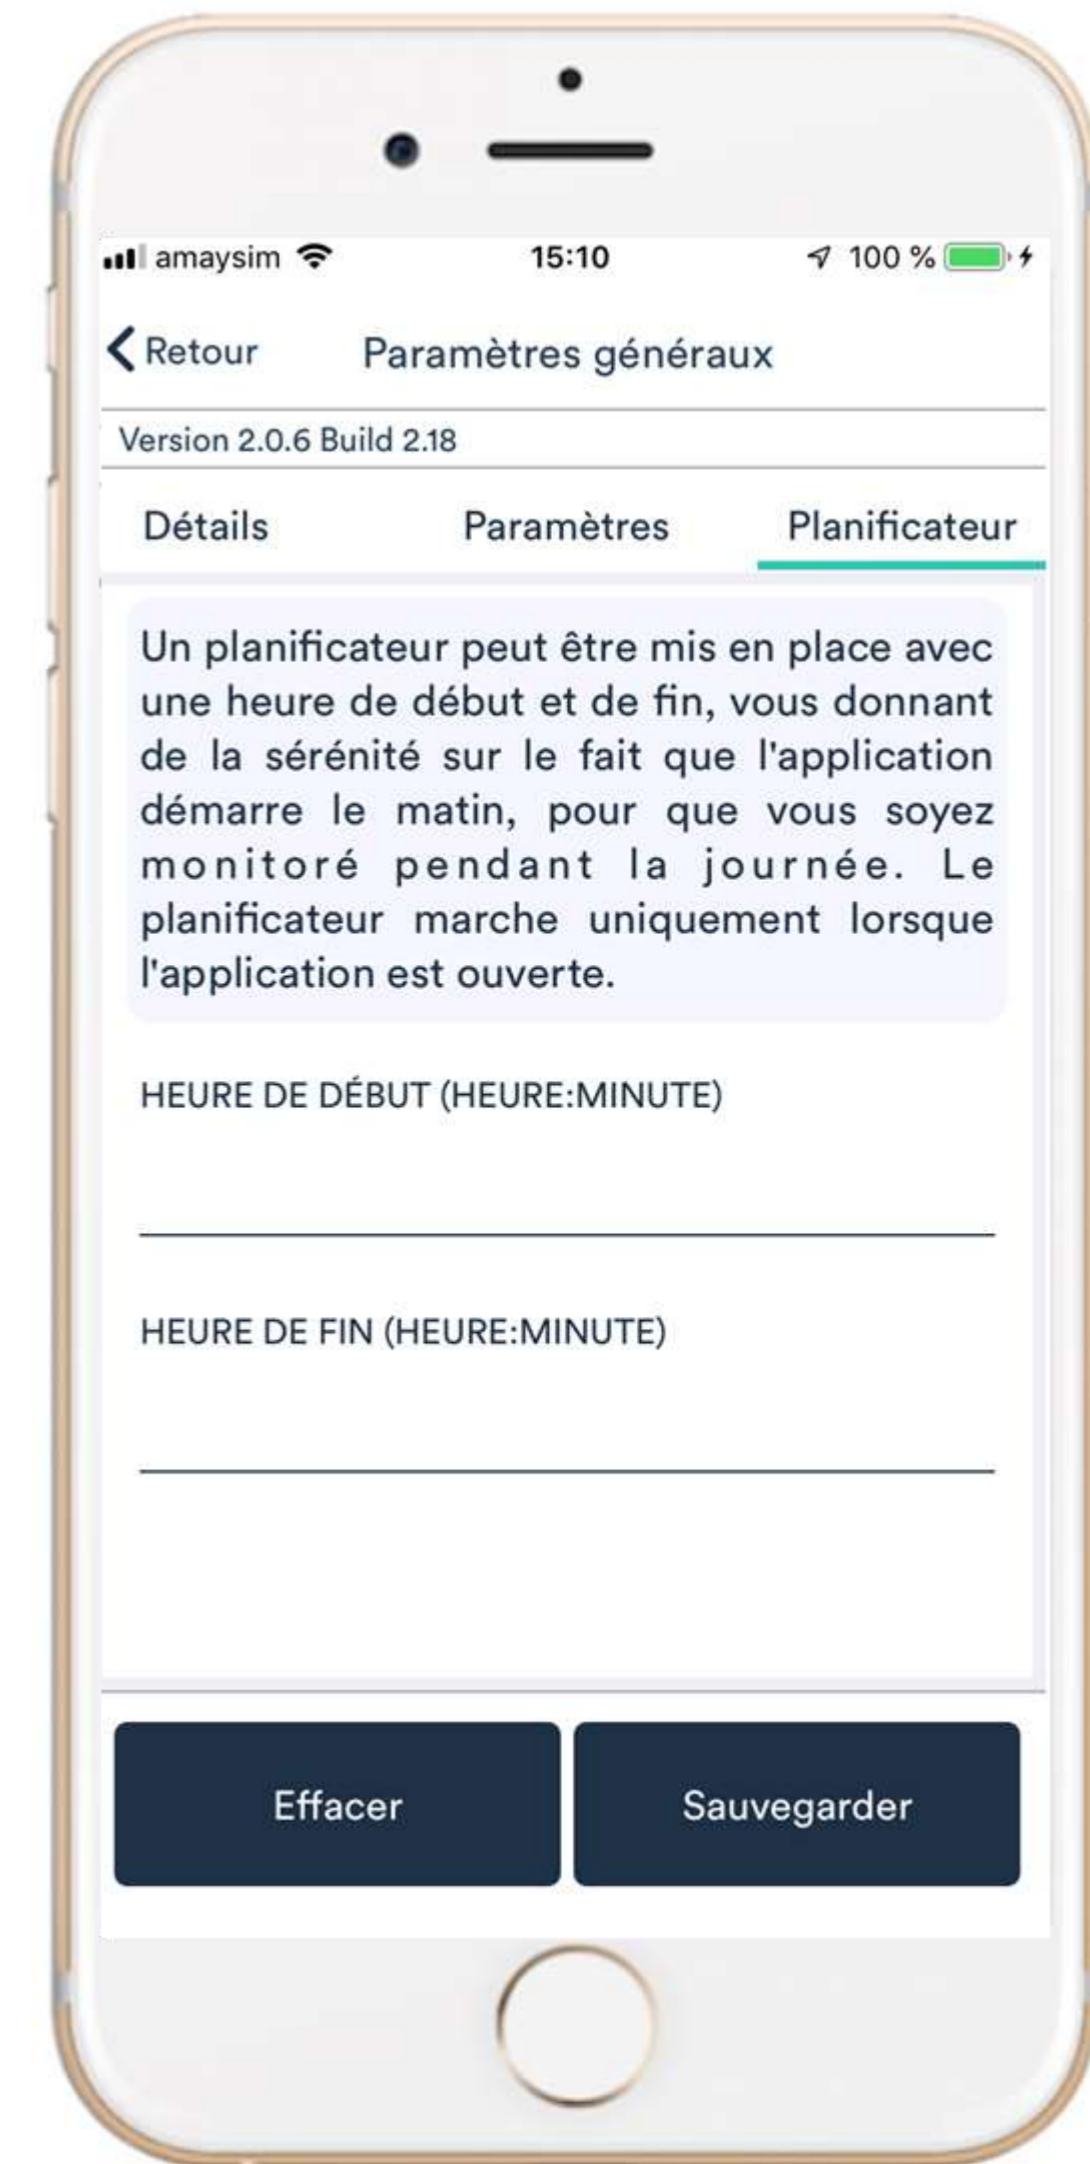 amaysim 15:10 100 %
Retour Paramètres généraux
Version 2.0.6 Build 2.18
Détails Paramètres Planificateur
Un planificateur peut être mis en place avec
une heure de début et de fin, vous donnant
de la sérénité sur le fait que l'application
démarre le matin, pour que vous soyez
monitoré pendant la journée. Le
planificateur marche uniquement lorsque
l'application est ouverte.
HEURE DE DÉBUT (HEURE:MINUTE)
HEURE DE FIN (HEURE:MINUTE)
Effacer Sauvegarder